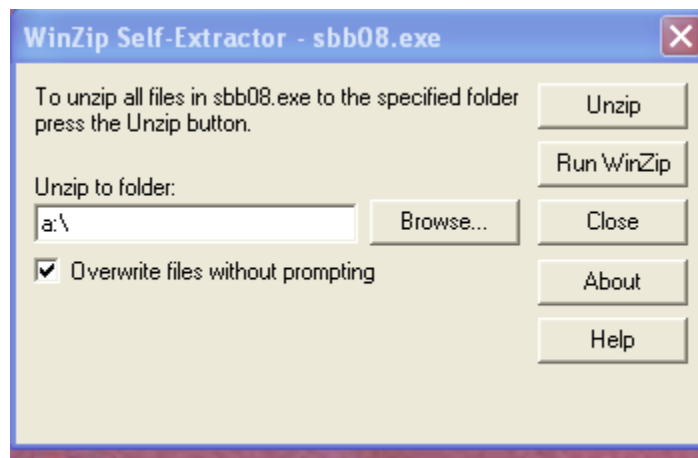 WinZip Self-Extractor - sbb08.exe
To unzip all files in sbb08.exe to the specified folder
press the Unzip button.
Unzip to folder:
a:\
Browse...
Overwrite files without prompting
Unzip
Run WinZip
Close
About
Help